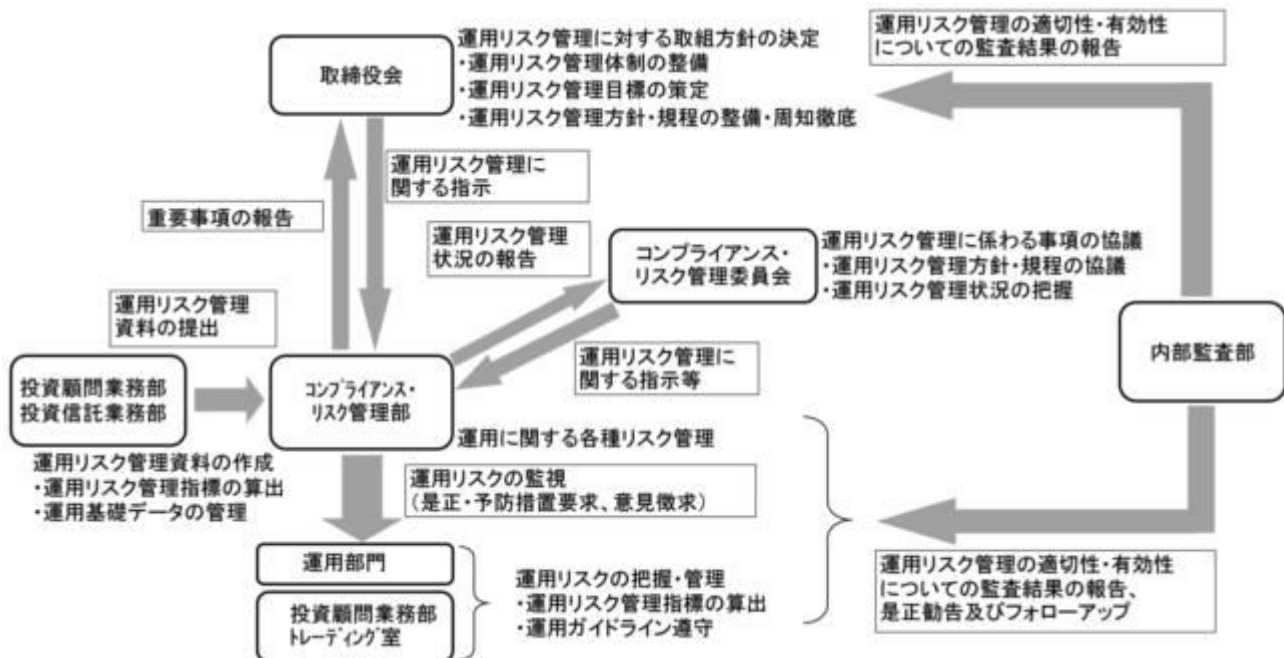 運用リスク管理に対する取組方針の決定
・運用リスク管理体制の整備
・運用リスク管理目標の策定
・運用リスク管理方針・規程の整備・周知徹底
取締役会
運用リスク管理の適切性・有効性
についての監査結果の報告
運用リスク管理に
関する指示
重要事項の報告
運用リスク管理
状況の報告
コンプライアンス・
リスク管理委員会
運用リスク管理に係わる事項の協議
・運用リスク管理方針・規程の協議
・運用リスク管理状況の把握
運用リスク管理
資料の提出
内部監査部
運用リスク管理に
関する指示等
投資顧問業務部
投資信託業務部
コンプライアンス・
リスク管理部
運用に関する各種リスク管理
運用リスク管理資料の作成
・運用リスク管理指標の算出
・運用基礎データの管理
運用リスクの監視
(是正・予防措置要求、意見徴求)
運用部門
投資顧問業務部
トレーディング室
運用リスクの把握・管理
・運用リスク管理指標の算出
・運用ガイドライン遵守
運用リスク管理の適切性・有効性
についての監査結果の報告、
是正勧告及びフォローアップ